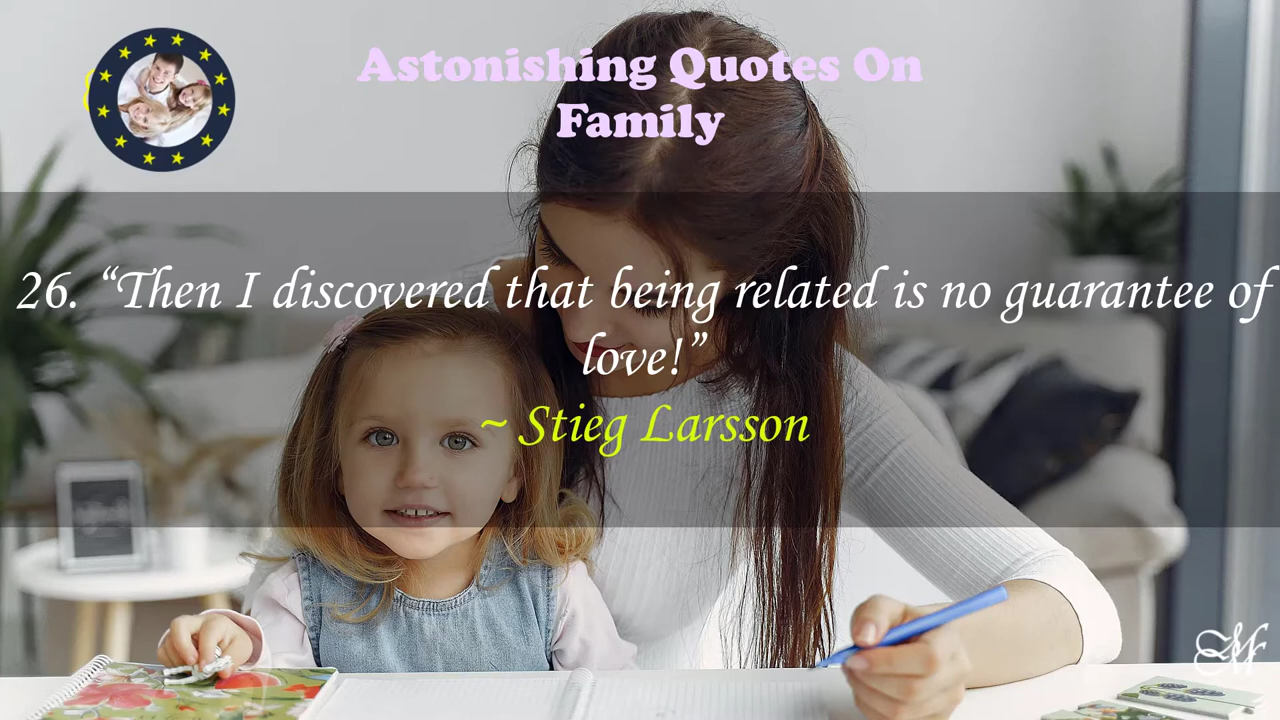 Astonishing Quotes On
Family
26. “Then I discovered that being related is no guarantee of
love!”
~ Stieg Larsson
M